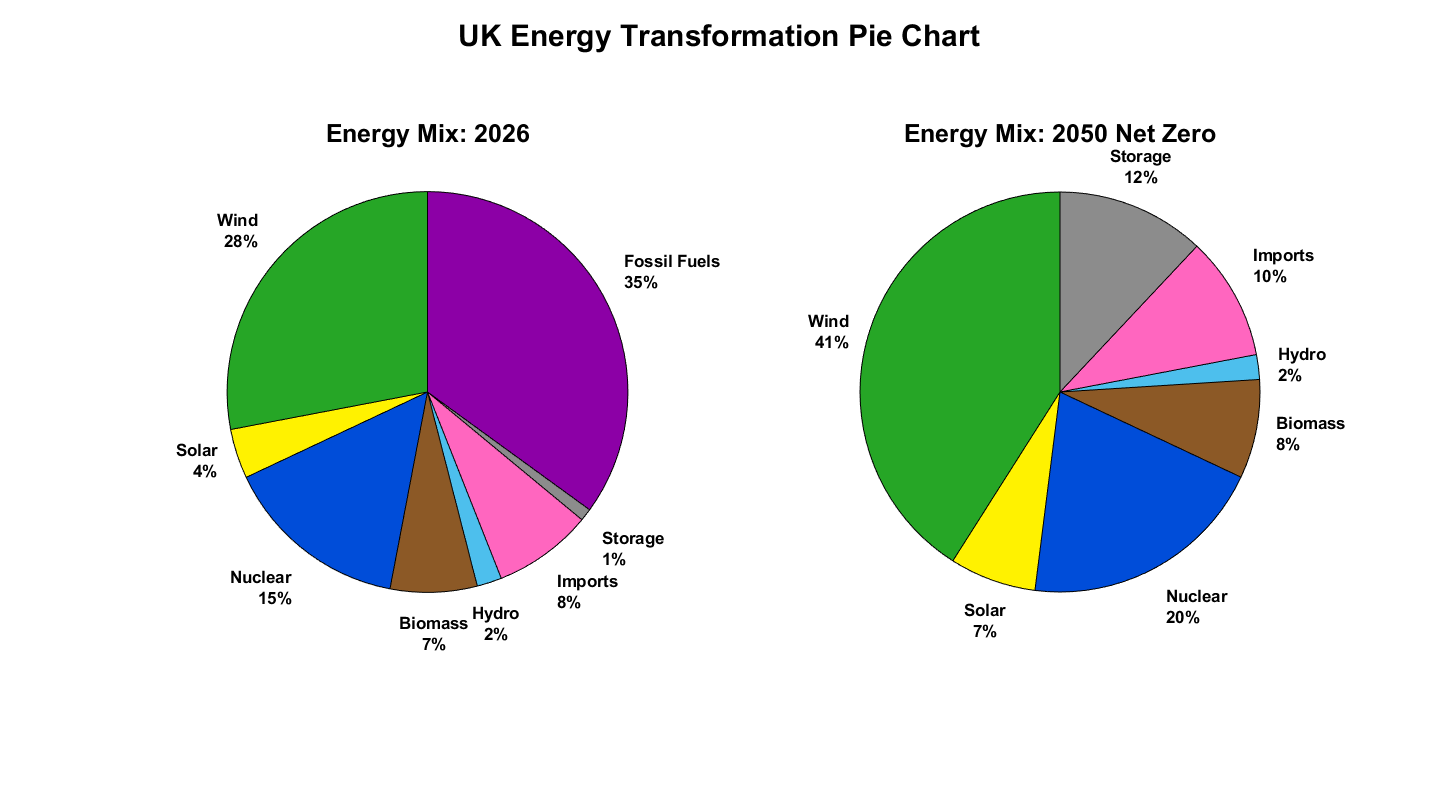 UK Energy Transformation Pie Chart
Energy Mix: 2026
Wind
28%
Fossil Fuels
35%
Solar
4%
Storage
1%
Nuclear
15%
Imports
8%
Hydro
2%
Biomass
7%
Energy Mix: 2050 Net Zero
Storage
12%
Imports
10%
Wind
41%
Hydro
2%
Biomass
8%
Nuclear
20%
Solar
7%